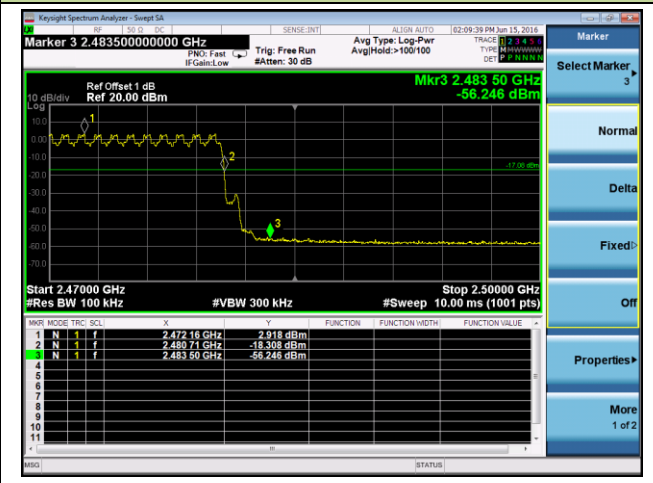 Keysight Spectrum Analyzer - Swept SA
RF 50 Ω DC SENSE:INT ALIGN AUTO 02:09:39 PM Jun 15, 2016
Marker 3 2.483500000000 GHz
PNO: Fast
IFGain:Low
Trig: Free Run
#Atten: 30 dB
Avg Type: Log-Pwr
Avg|Hold:>100/100
TRACE 1 2 3 4 5 6
TYPE M
DET P P N N N N
Mkr3 2.483 50 GHz
-56.246 dBm
Ref Offset 1 dB
10 dB/div Ref 20.00 dBm
Log
10.0
0.00
-10.0
-20.0
-30.0
-40.0
-50.0
-60.0
-70.0
1
2
3
-17.08 dBm
Start 2.47000 GHz Stop 2.50000 GHz
#Res BW 100 kHz #VBW 300 kHz #Sweep 10.00 ms (1001 pts)
MKR MODE TRC SCL X Y FUNCTION FUNCTION WIDTH FUNCTION VALUE
1 N 1 f 2.472 16 GHz 2.918 dBm
2 N 1 f 2.480 71 GHz -18.308 dBm
3 N 1 f 2.483 50 GHz -56.246 dBm
4
5
6
7
8
9
10
11
MSG STATUS
Marker
Select Marker
3
Normal
Delta
Fixed
Off
Properties
More
1 of 2